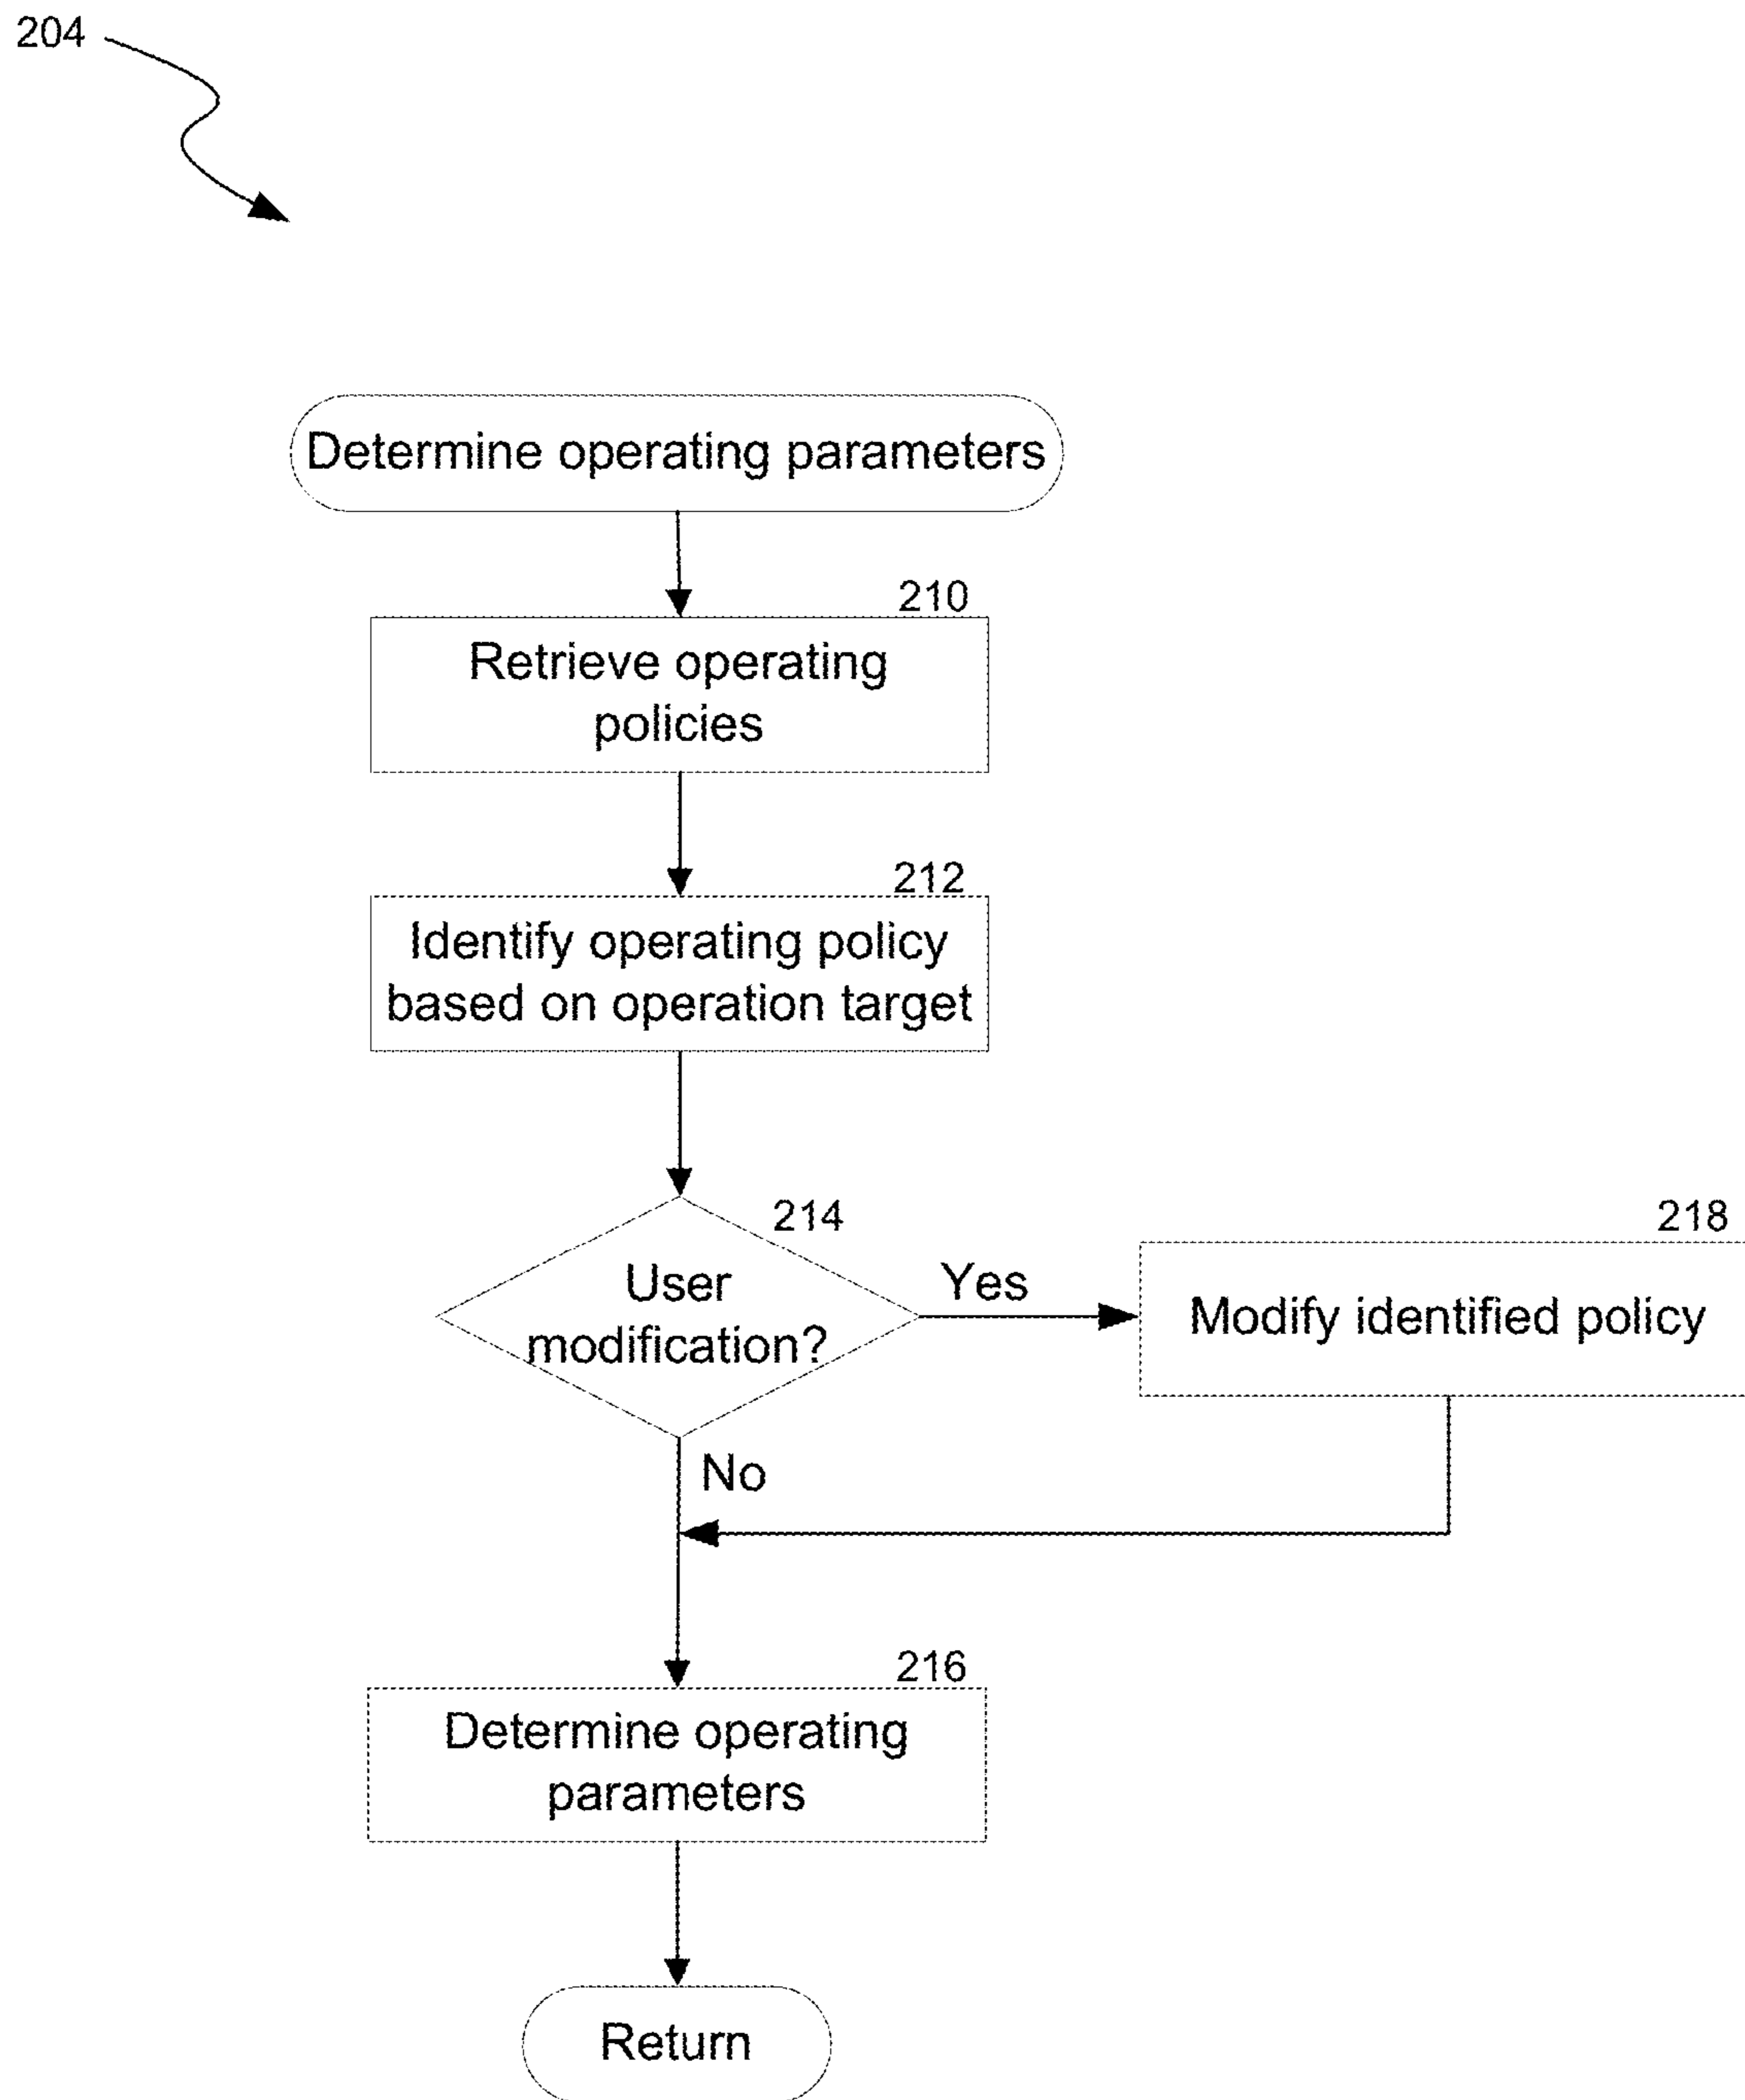 204
Determine operating parameters
210
Retrieve operating
policies
212
Identify operating policy
based on operation target
214
User
modification?
Yes
218
Modify identified policy
No
216
Determine operating
parameters
Return